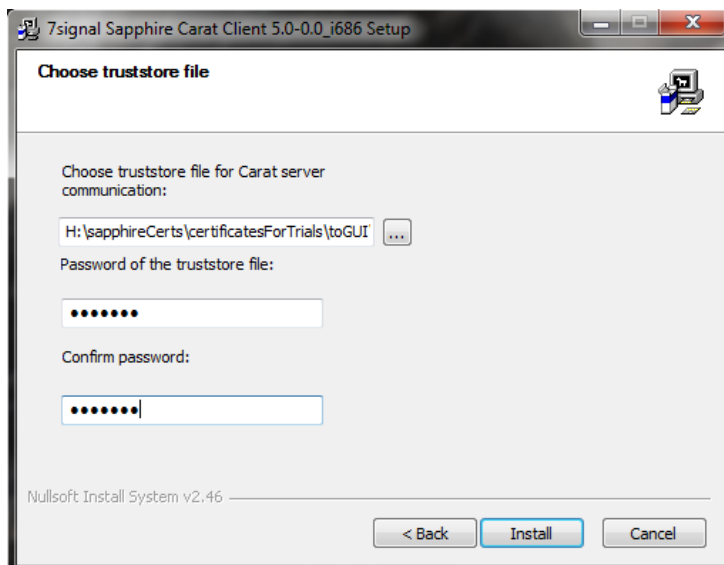 7signal Sapphire Carat Client 5.0-0.0_i686 Setup
Choose truststore file
Choose truststore file for Carat server
communication:
H:\sapphireCerts\certificatesForTrials\toGUI
...
Password of the truststore file:
•••••••
Confirm password:
•••••••
Nullsoft Install System v2.46
< Back
Install
Cancel